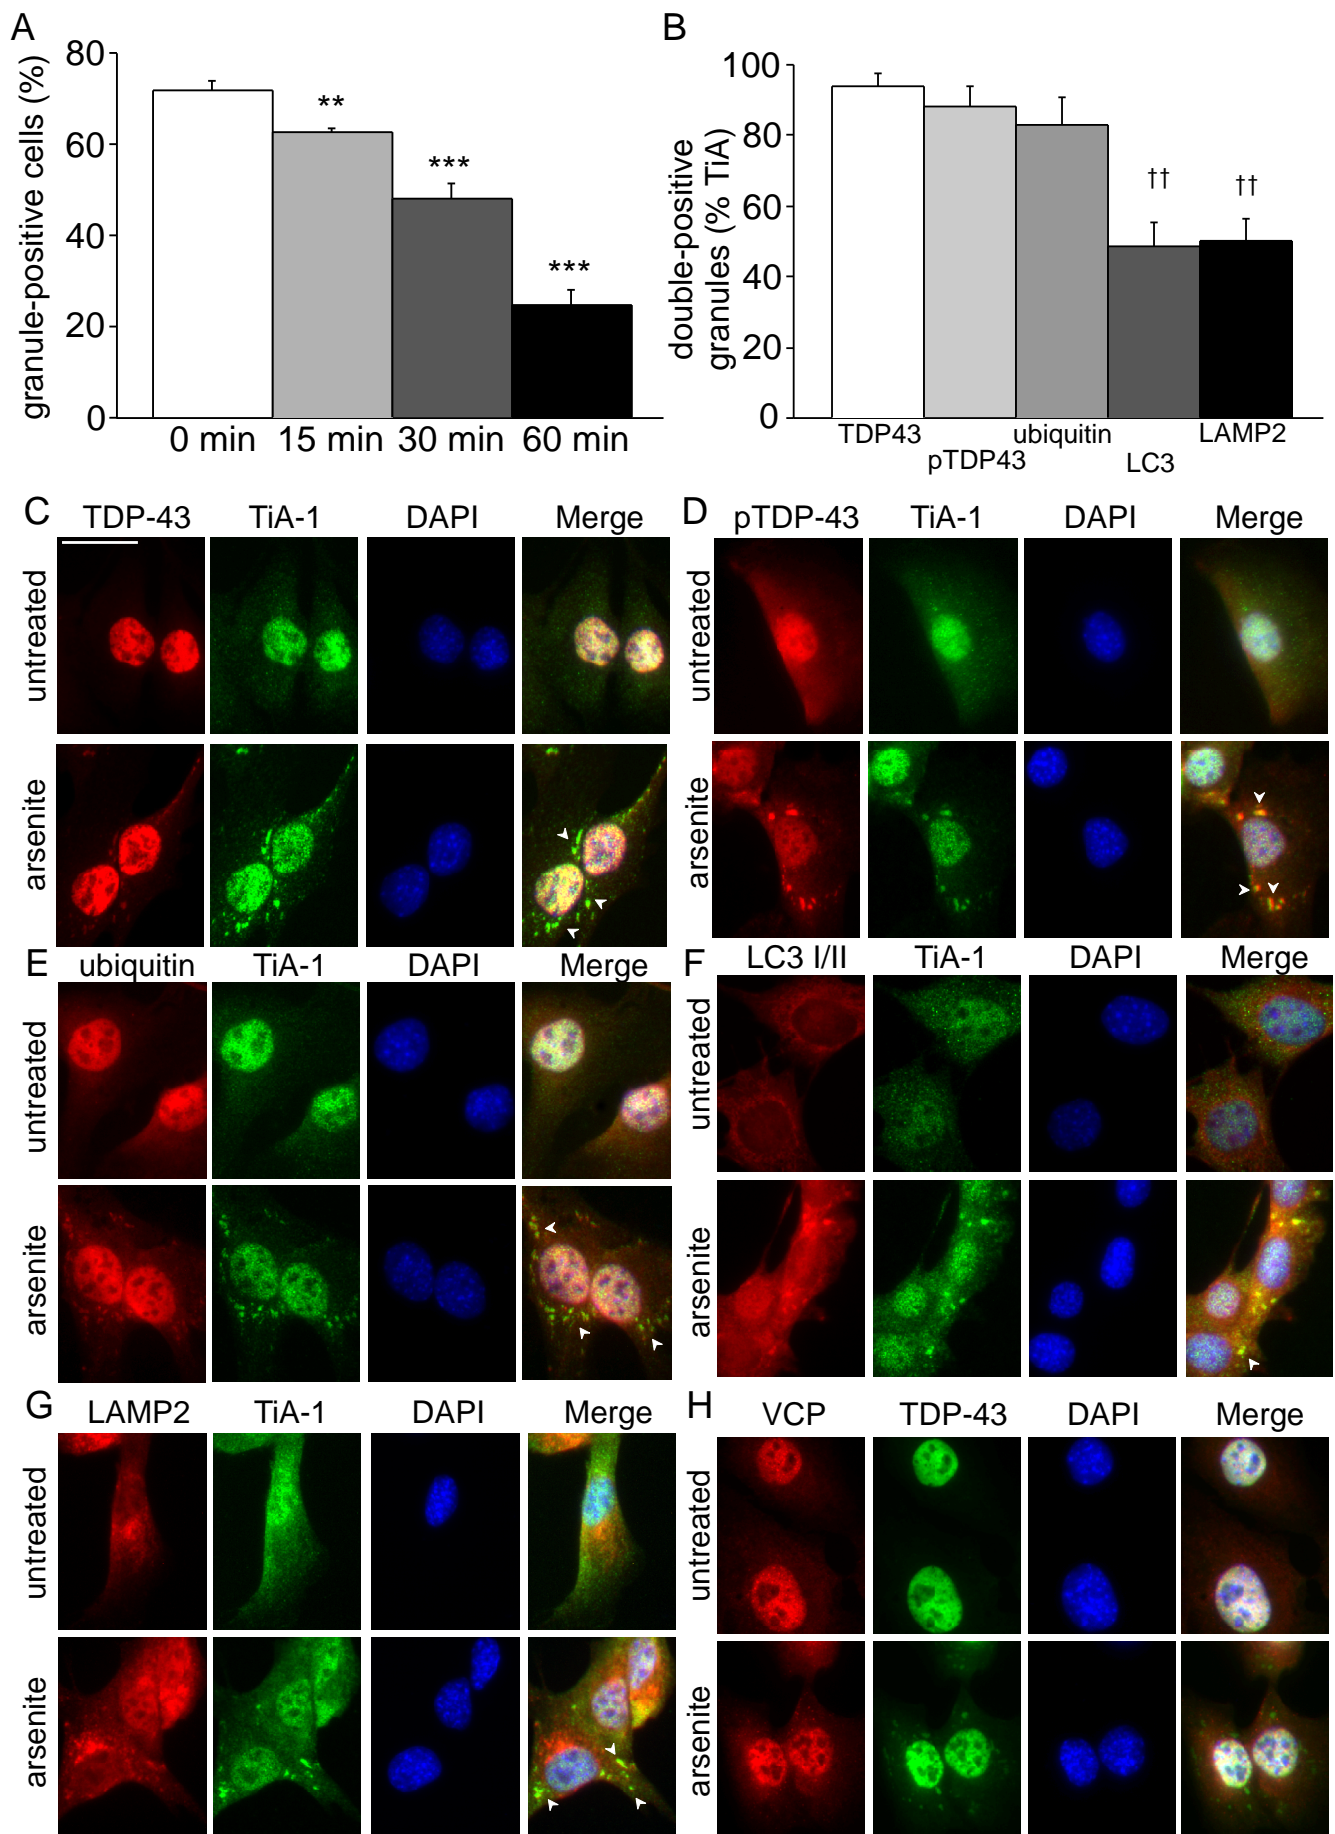 A
granule-positive cells (%)
80
60
40
20
0
**
***
***
0 min 15 min 30 min 60 min
B
double-positive
granules (% TiA)
100
80
60
40
20
0
††
††
TDP43
pTDP43
ubiquitin
LC3
LAMP2
C
TDP-43 TiA-1 DAPI Merge
untreated
arsenite
D
pTDP-43 TiA-1 DAPI Merge
untreated
arsenite
E
ubiquitin TiA-1 DAPI Merge
untreated
arsenite
F
LC3 I/II TiA-1 DAPI Merge
untreated
arsenite
G
LAMP2 TiA-1 DAPI Merge
untreated
arsenite
H
VCP TDP-43 DAPI Merge
untreated
arsenite